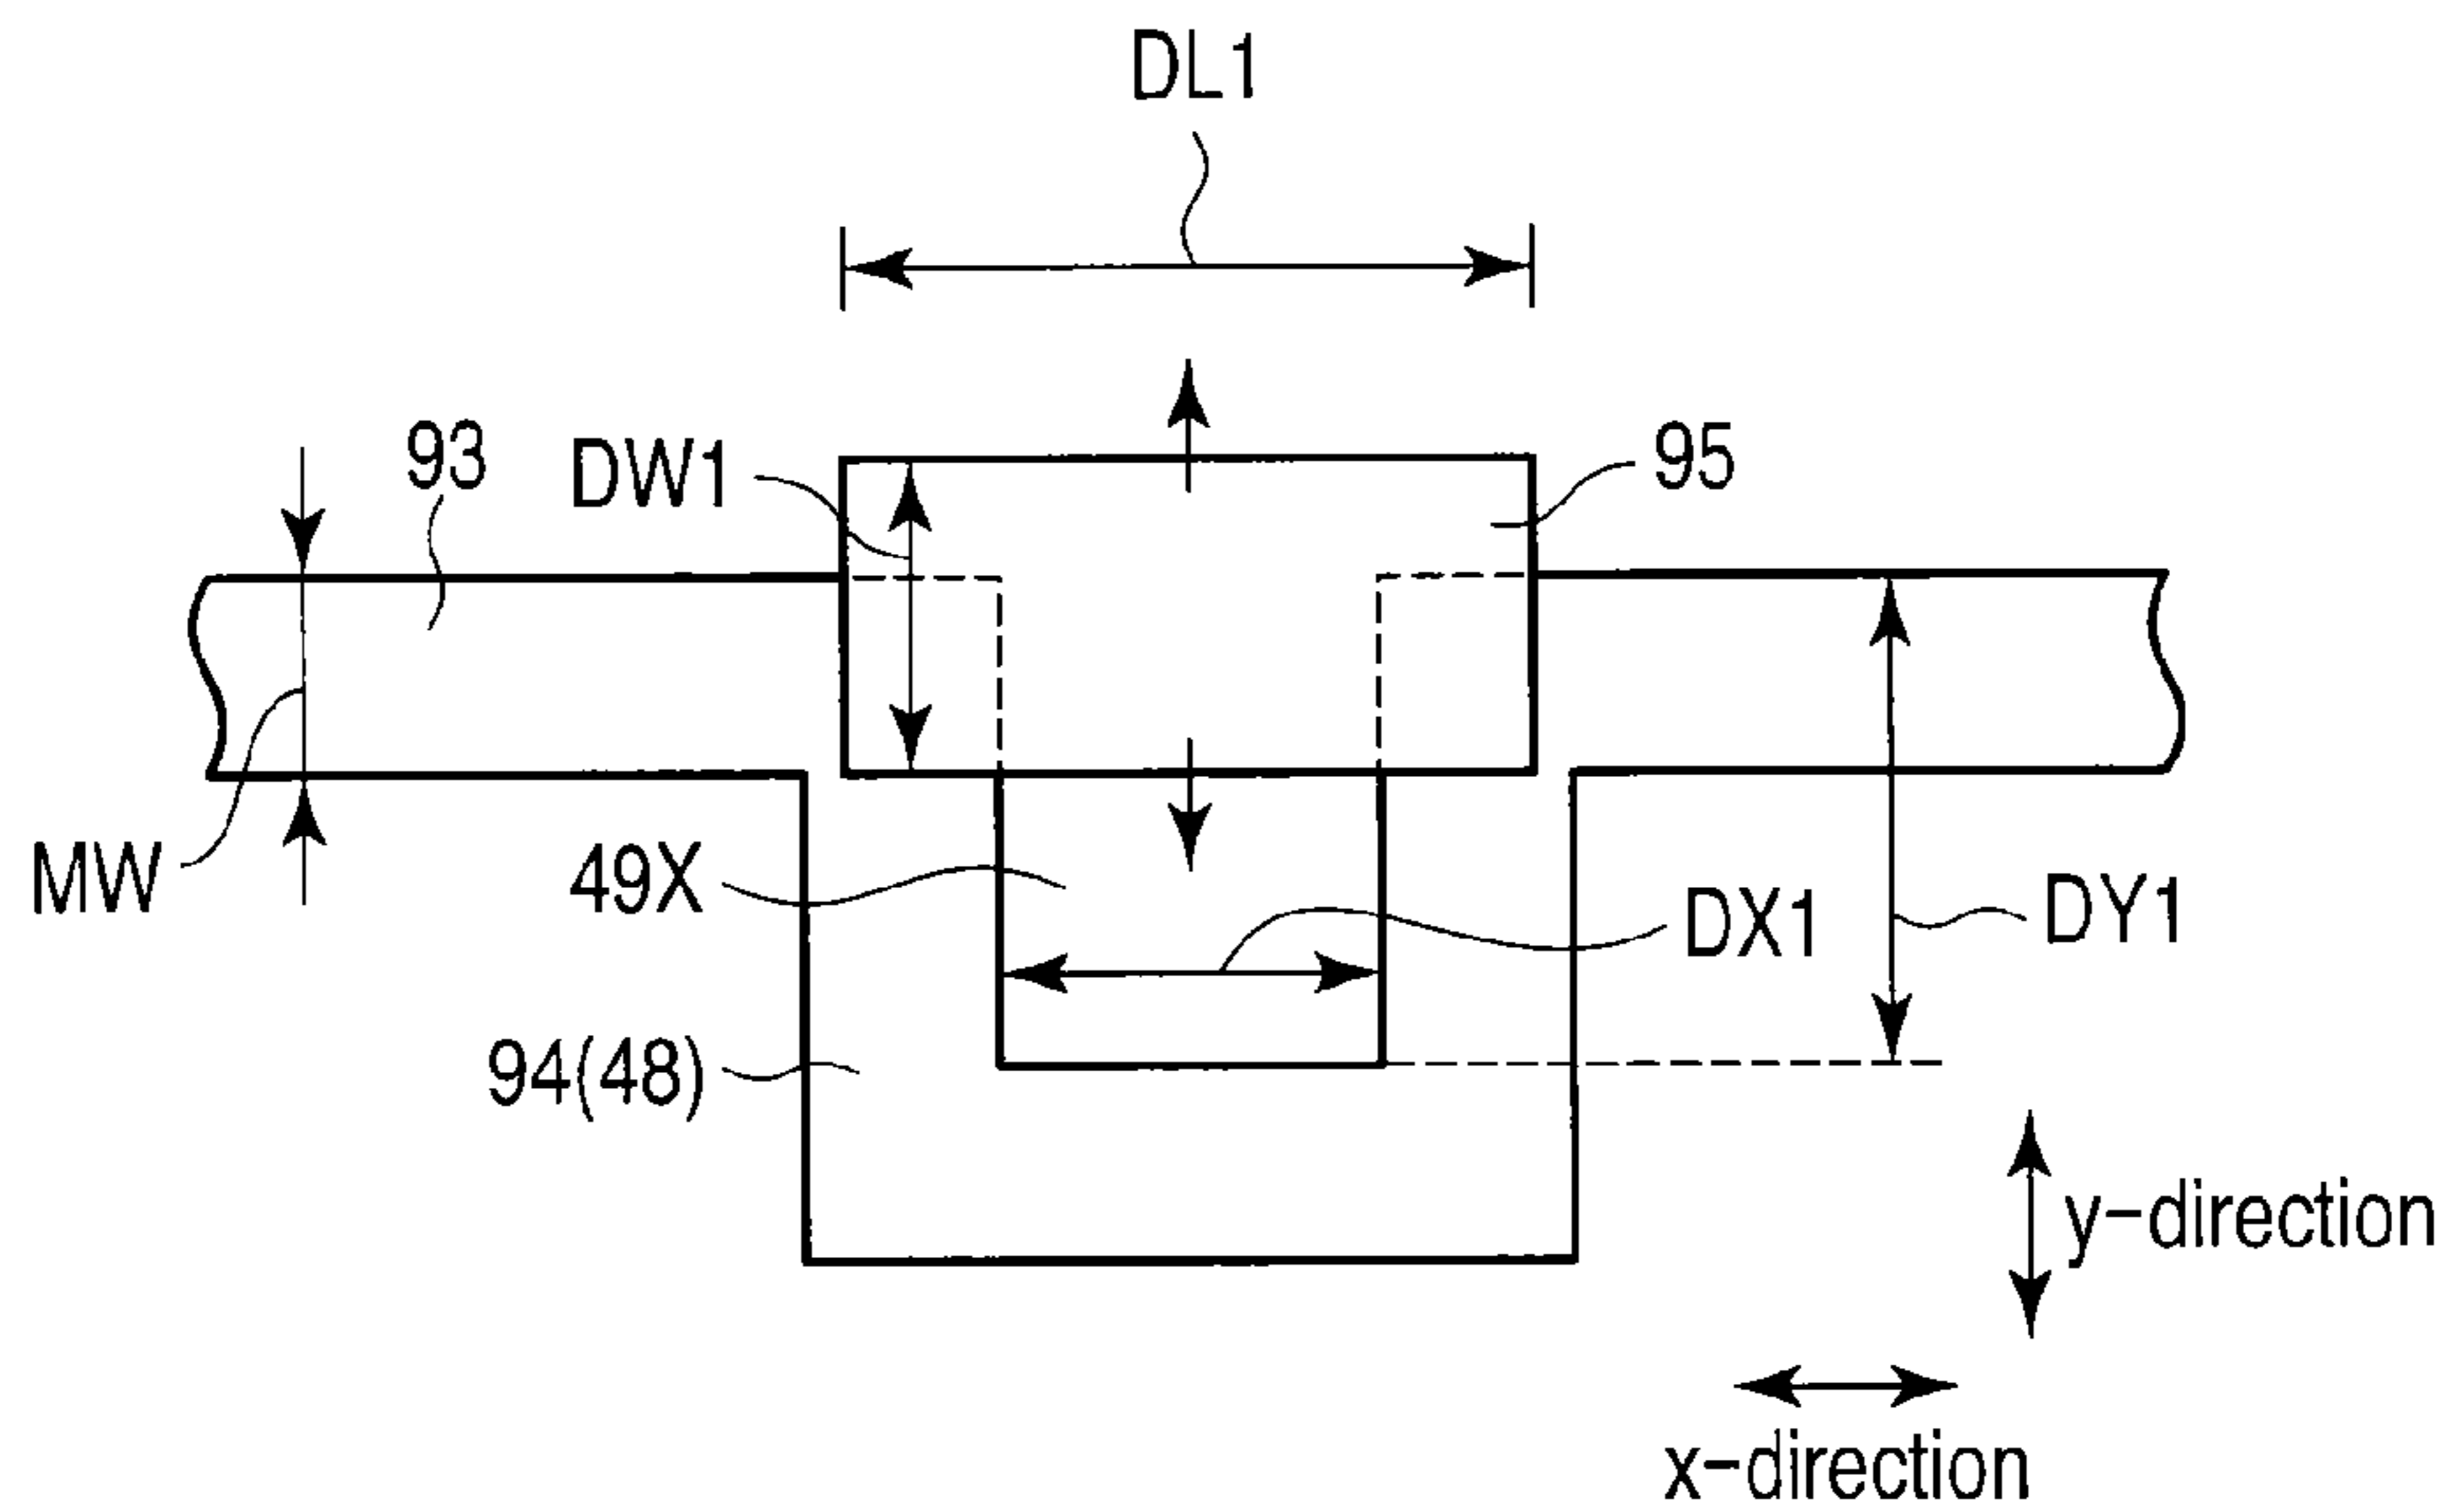 DL1
93
DW1
95
MW
49X
DX1
DY1
94(48)
y-direction
x-direction